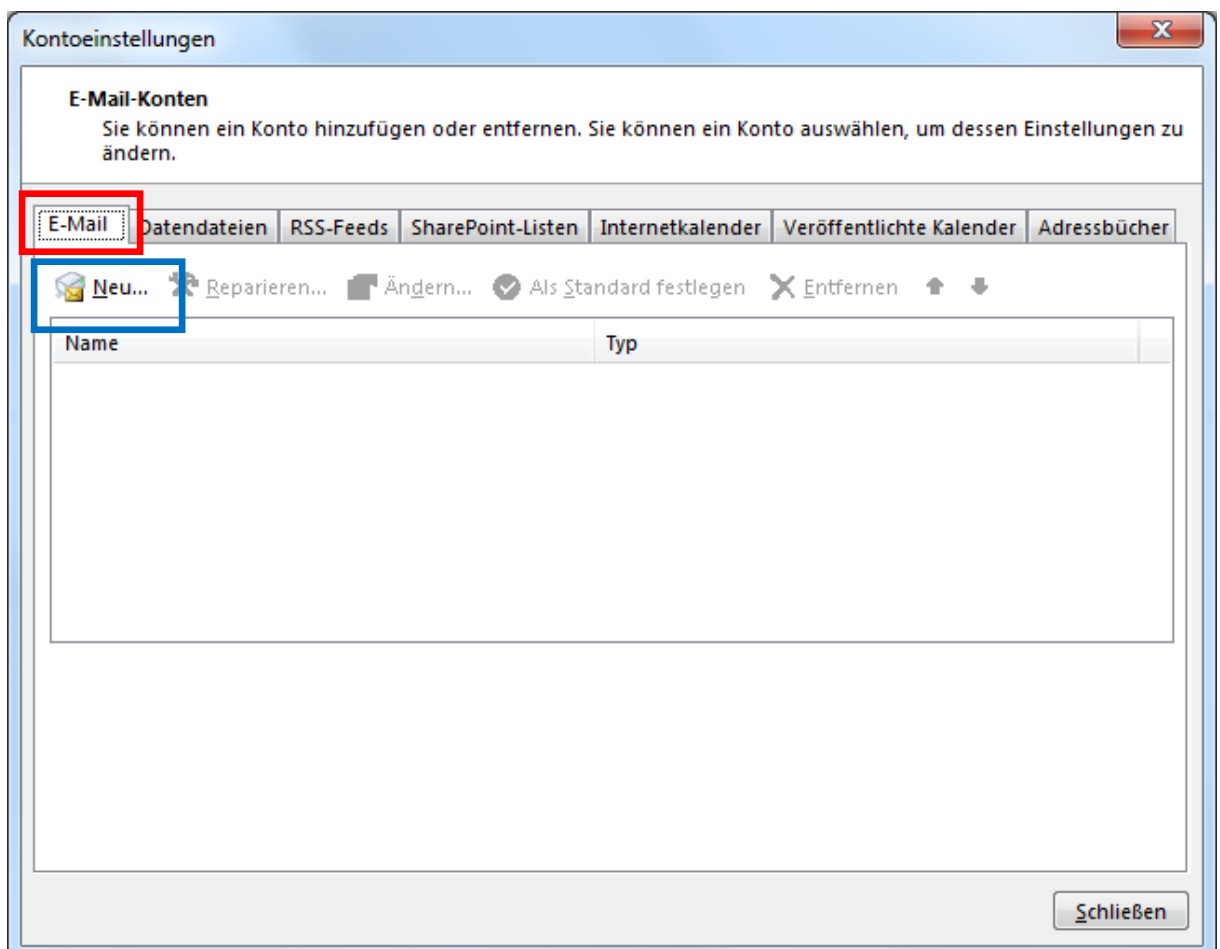 Kontoeinstellungen
E-Mail-Konten
Sie können ein Konto hinzufügen oder entfernen. Sie können ein Konto auswählen, um dessen Einstellungen zu
ändern.
E-Mail Datendateien RSS-Feeds SharePoint-Listen Internetkalender Veröffentlichte Kalender Adressbücher
Neu... Reparieren... Ändern... Als Standard festlegen Entfernen
Name Typ
Schließen